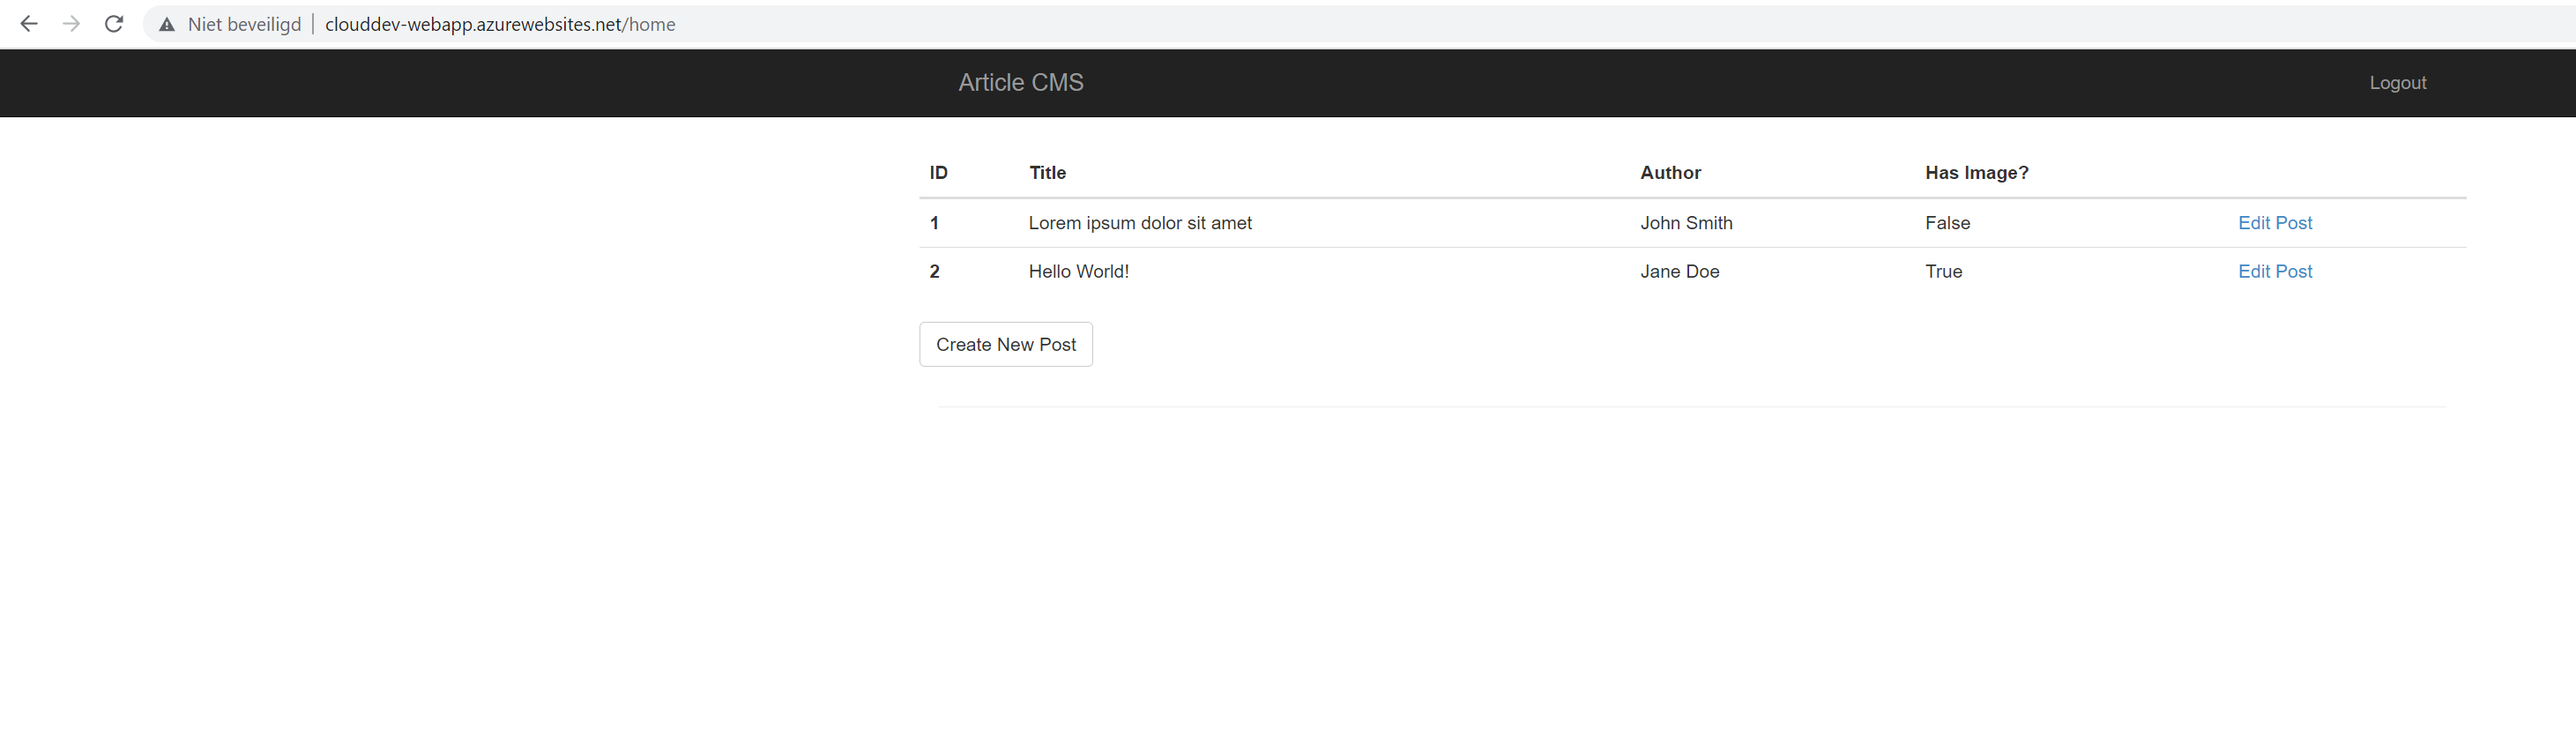 Niet beveiligd | clouddev-webapp.azurewebsites.net/home
Article CMS Logout
ID Title Author Has Image?
1 Lorem ipsum dolor sit amet John Smith False Edit Post
2 Hello World! Jane Doe True Edit Post
Create New Post